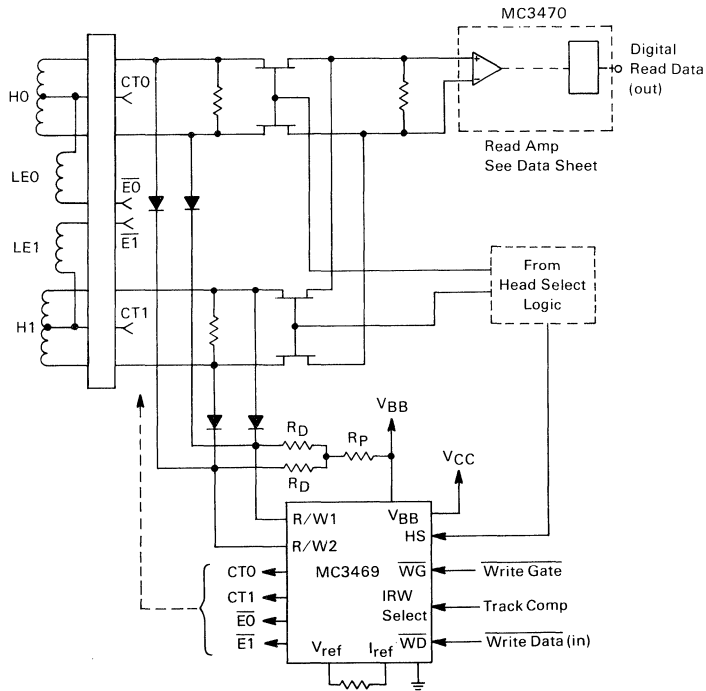 MC3470
Digital
Read Data
(out)
Read Amp
See Data Sheet
H0
CT0
LE0
E0
E1
LE1
H1
CT1
From
Head Select
Logic
VBB
VCC
RD
RP
RD
R/W1
R/W2
VBB
HS
MC3469
WG
Write Gate
IRW
Select
Track Comp
WD
Write Data (in)
Vref
Iref
CT0
CT1
E0
E1
+
−